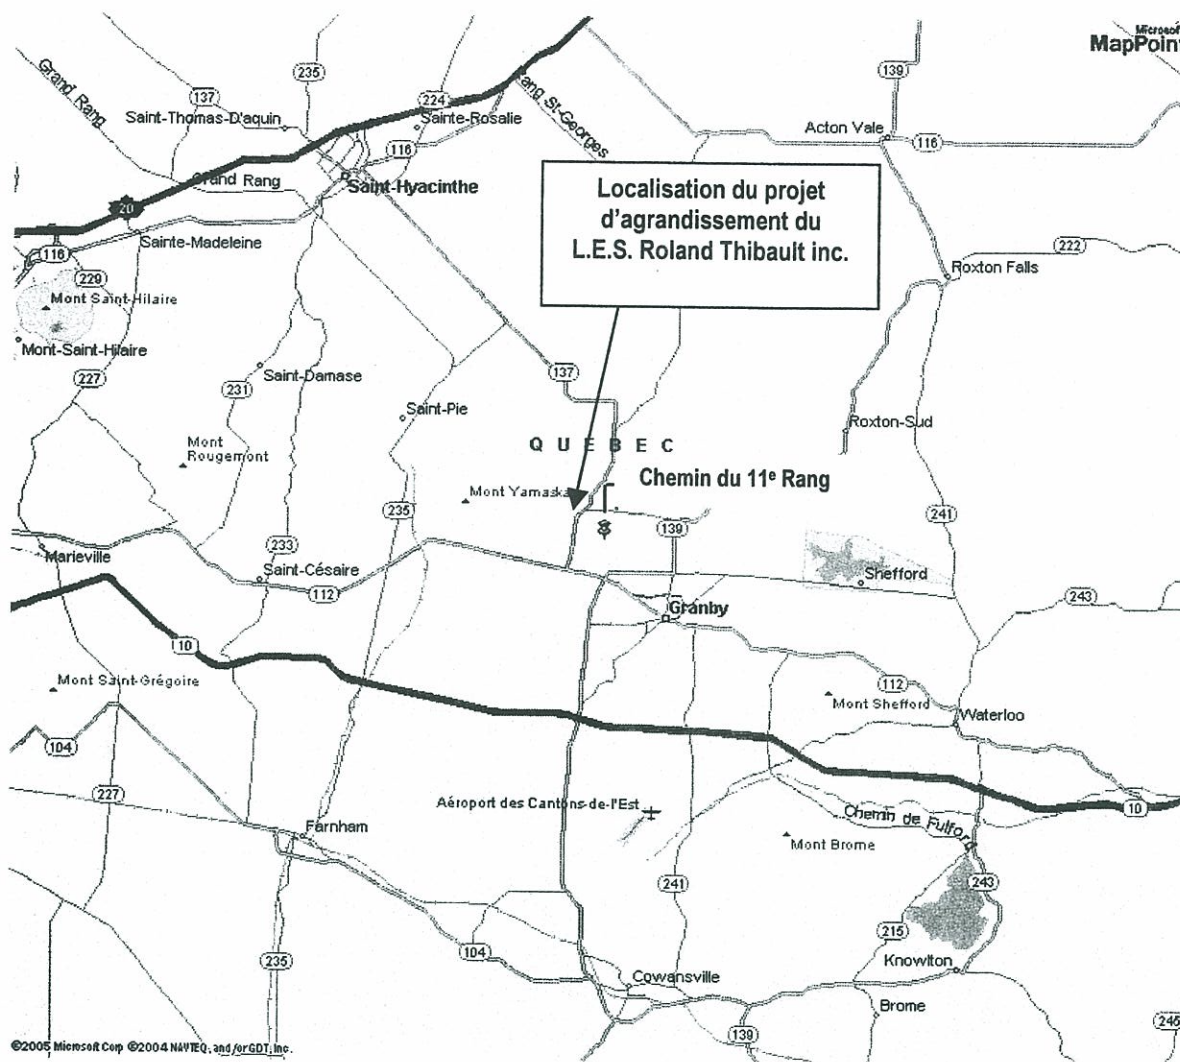 Microsof
MapPoin
139
235
Grand Rang
137
224
Rang St-Georges
Saint-Thomas-D'aquin
Sainte-Rosalie
Acton Vale
116
116
Grand Rang
Saint-Hyacinthe
Localisation du projet
d'agrandissement du
L.E.S. Roland Thibault inc.
20
Sainte-Madeleine
116
222
229
Roxton Falls
Mont Saint-Hilaire
Mont-Saint-Hilaire
227
Saint-Damase
137
231
Saint-Pie
Roxton-Sud
Mont
Rougemont
QUEBEC
Chemin du 11e Rang
Mont Yamaska
235
241
139
233
Marieville
Saint-Césaire
Shefford
112
243
Granby
10
Mont Saint-Grégoire
112
Mont Shefford
Waterloo
104
227
Aéroport des Cantons-de-l'Est
10
Chemin de Fulford
Farnham
Mont Brome
241
243
215
104
235
Knowlton
Cowansville
Brome
139
245
©2005 Microsoft Corp ©2004 NAVTEQ, and/or GDT, Inc.